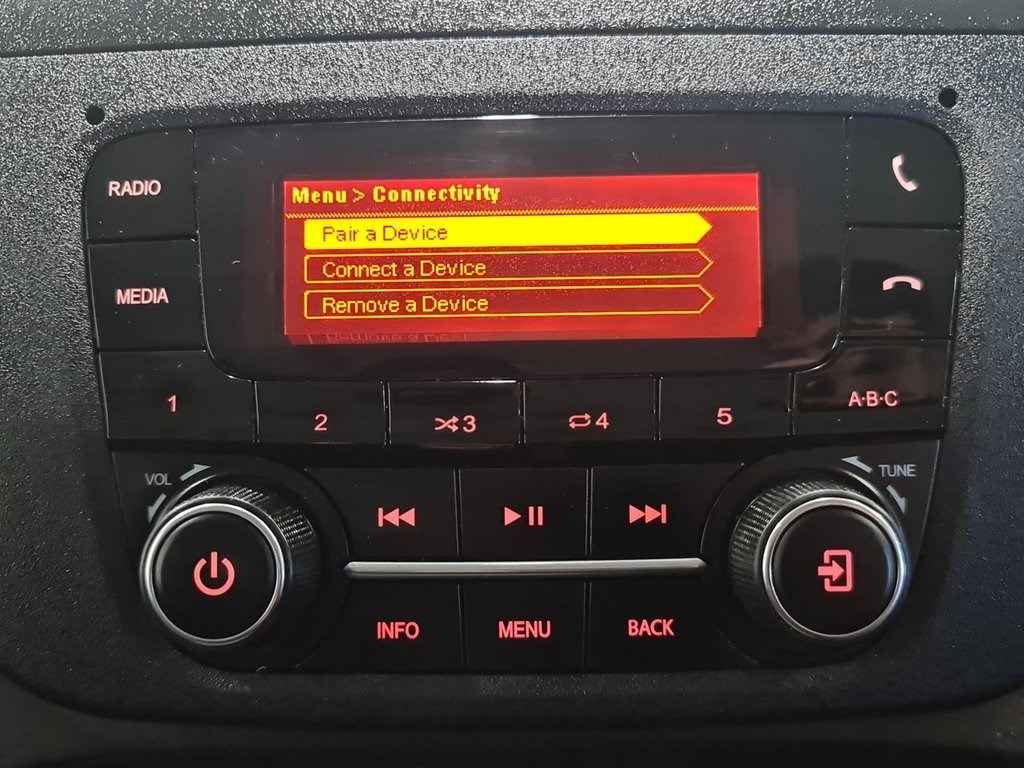 RADIO
MEDIA
Menu > Connectivity
Pair a Device
Connect a Device
Remove a Device
1
2
3
4
5
A·B·C
VOL
TUNE
INFO
MENU
BACK